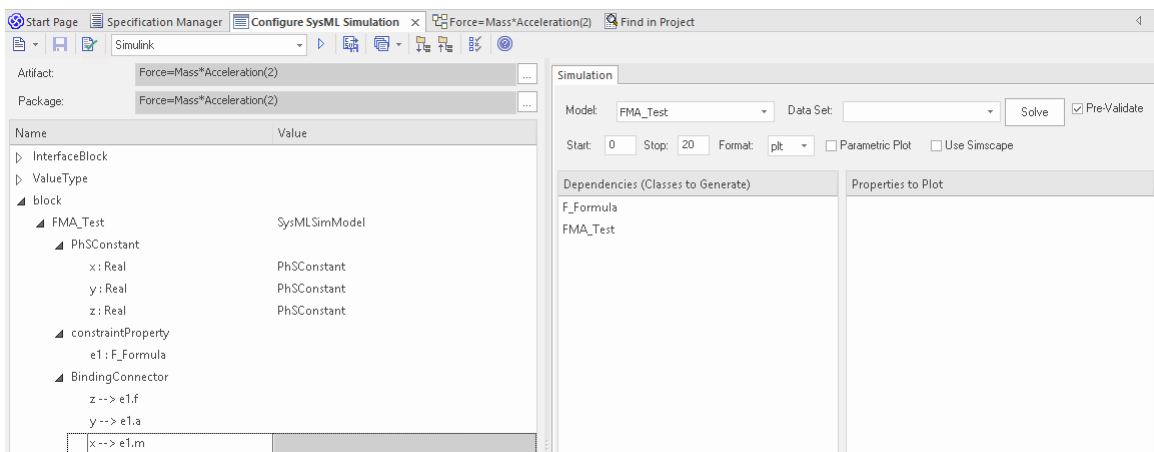 Start Page Specification Manager Configure SysML Simulation × Force=Mass*Acceleration(2) Find in Project
Simulink
Artifact: Force=Mass*Acceleration(2) ...
Package: Force=Mass*Acceleration(2) ...
Name Value
InterfaceBlock
ValueType
block
FMA_Test SysMLSimModel
PhSConstant
x : Real PhSConstant
y : Real PhSConstant
z : Real PhSConstant
constraintProperty
e1 : F_Formula
BindingConnector
z --> e1.f
y --> e1.a
x --> e1.m
Simulation
Model: FMA_Test Data Set: Solve Pre-Validate
Start: 0 Stop: 20 Format: plt Parametric Plot Use Simscape
Dependencies (Classes to Generate) Properties to Plot
F_Formula
FMA_Test